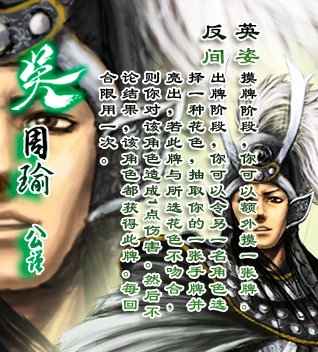 英姿
摸牌阶段，你可以额外摸一张牌。
反间
出牌阶段，你可以令另一名角色选
择一种花色，抽取你的一张手牌并
亮出，若此牌与所选花色不吻合，
则你对该角色造成1点伤害。然后不
论结果，该角色都获得此牌。每回
合限用一次。
吴
周瑜
公瑾